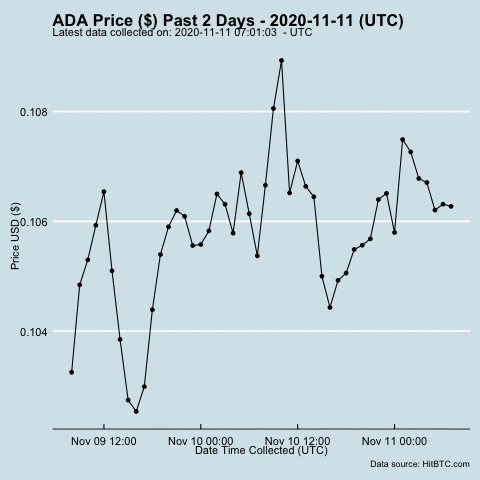 ADA Price ($) Past 2 Days - 2020-11-11 (UTC)
Latest data collected on: 2020-11-11 07:01:03 - UTC
0.108
0.106
0.104
Price USD ($)
Nov 09 12:00 Nov 10 00:00 Nov 10 12:00 Nov 11 00:00
Date Time Collected (UTC)
Data source: HitBTC.com